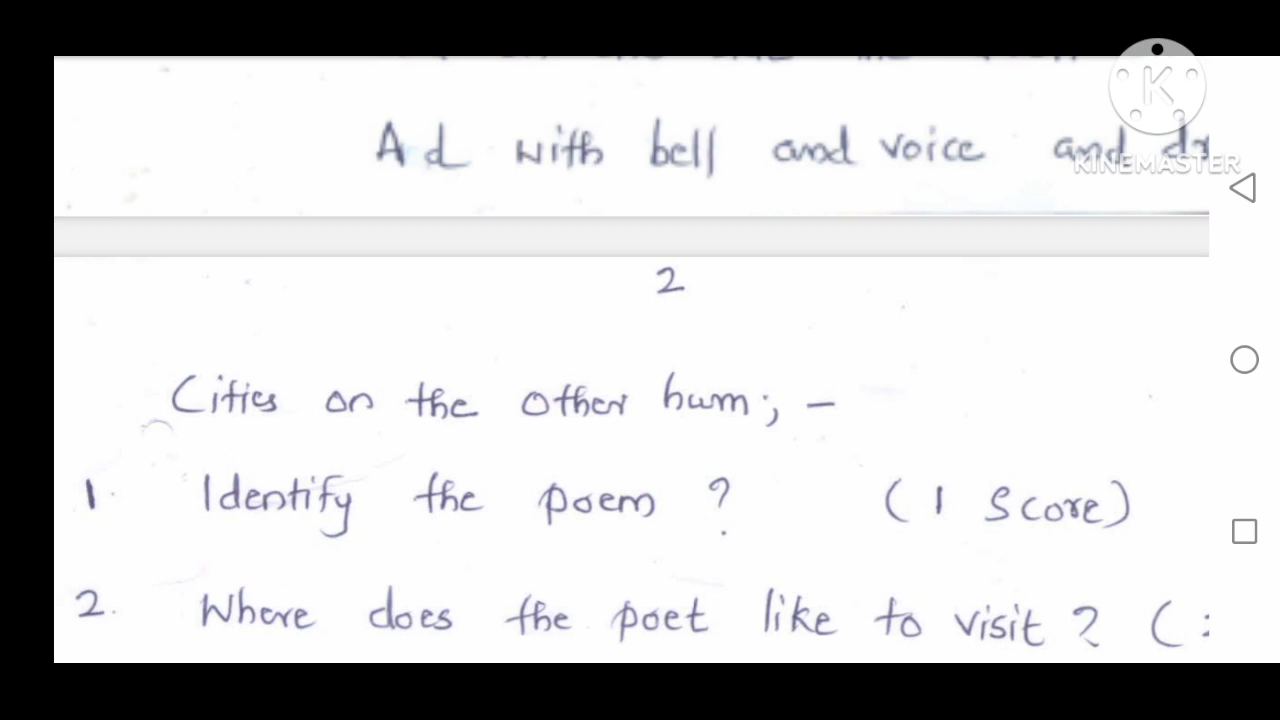 Ad with bell and voice and dr
KINEMASTER
2
Cities on the other hum; -
1. Identify the poem ? (1 Score)
2. Where does the poet like to visit ? (